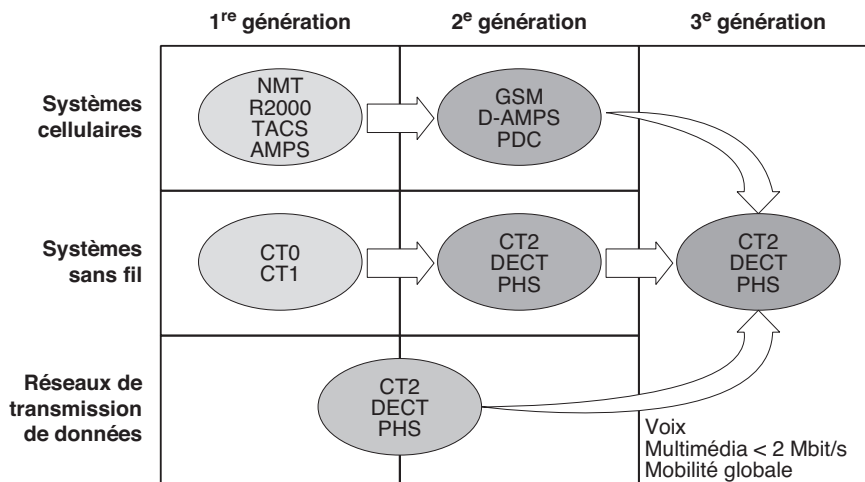 1re génération
2e génération
3e génération
Systèmes
cellulaires
NMT
R2000
TACS
AMPS
GSM
D-AMPS
PDC
Systèmes
sans fil
CT0
CT1
CT2
DECT
PHS
CT2
DECT
PHS
Réseaux de
transmission
de données
CT2
DECT
PHS
Voix
Multimédia < 2 Mbit/s
Mobilité globale